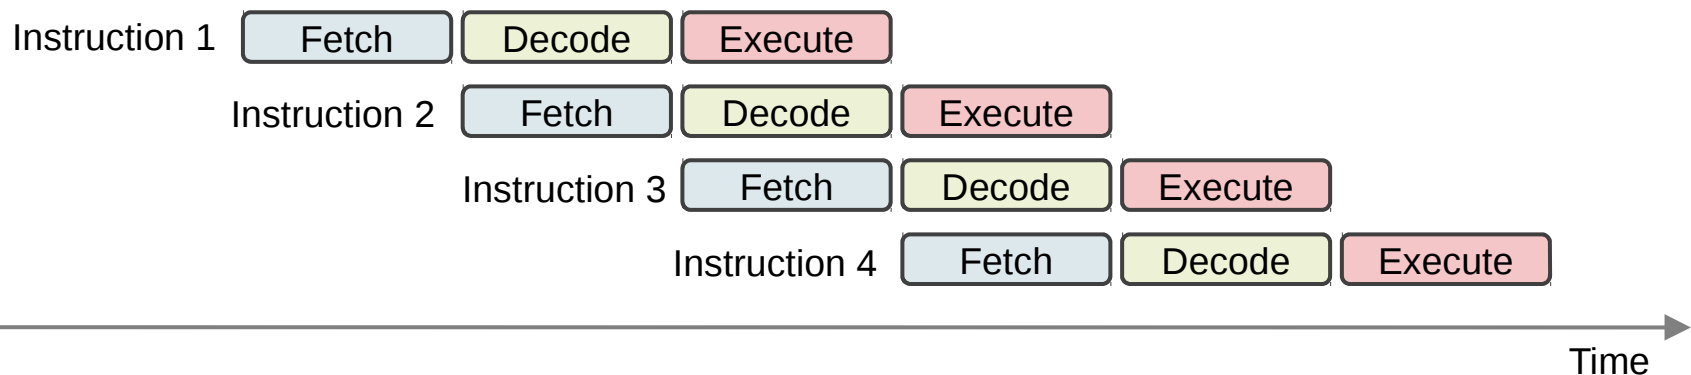 Instruction 1 Fetch Decode Execute
Instruction 2 Fetch Decode Execute
Instruction 3 Fetch Decode Execute
Instruction 4 Fetch Decode Execute
Time